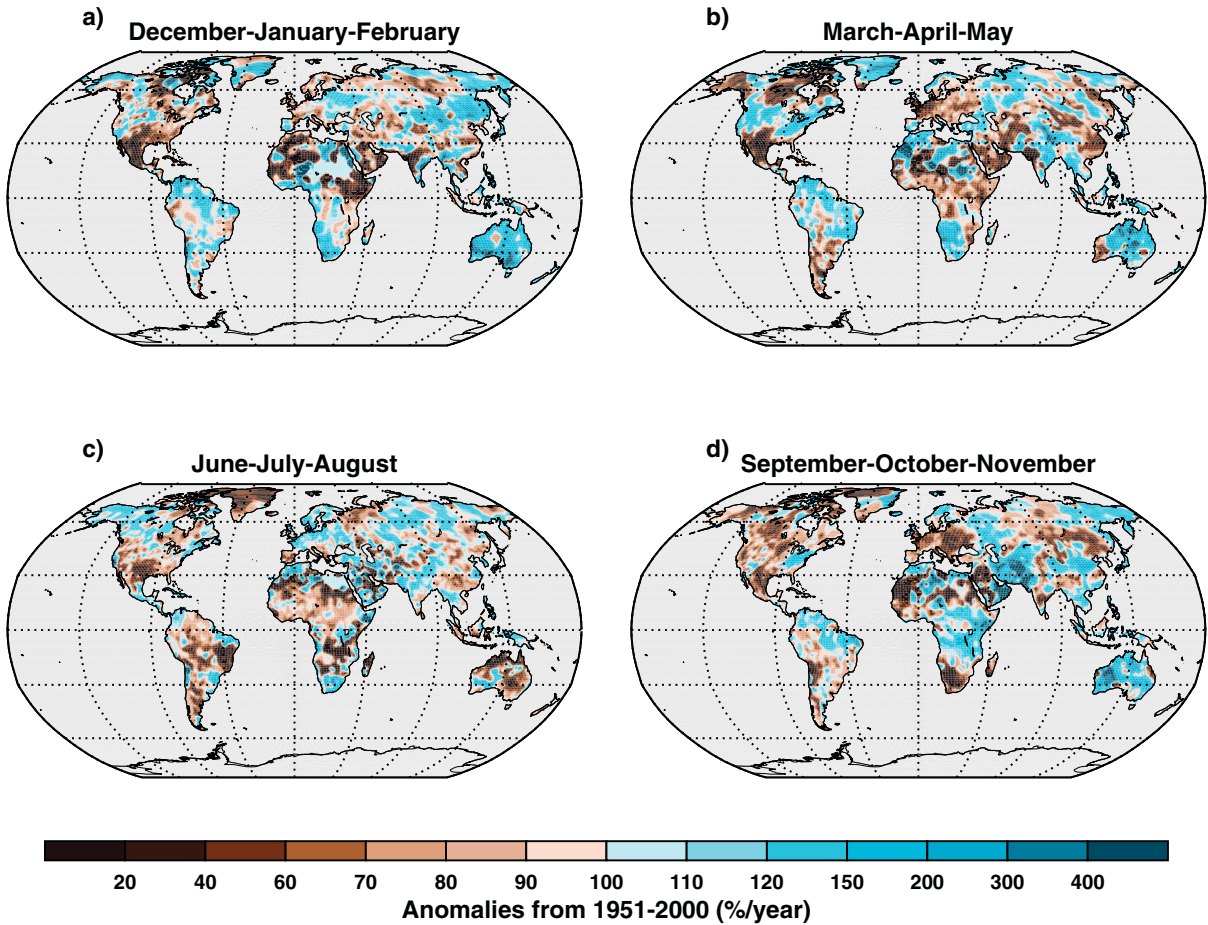 a)
December-January-February
b)
March-April-May
c)
June-July-August
d)
September-October-November
20 40 60 70 80 90 100 110 120 150 200 300 400
Anomalies from 1951-2000 (%/year)